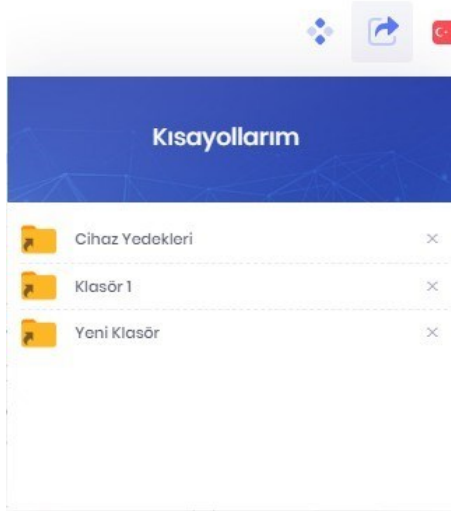 Kısayollarım
Cihaz Yedekleri
Klasör 1
Yeni Klasör